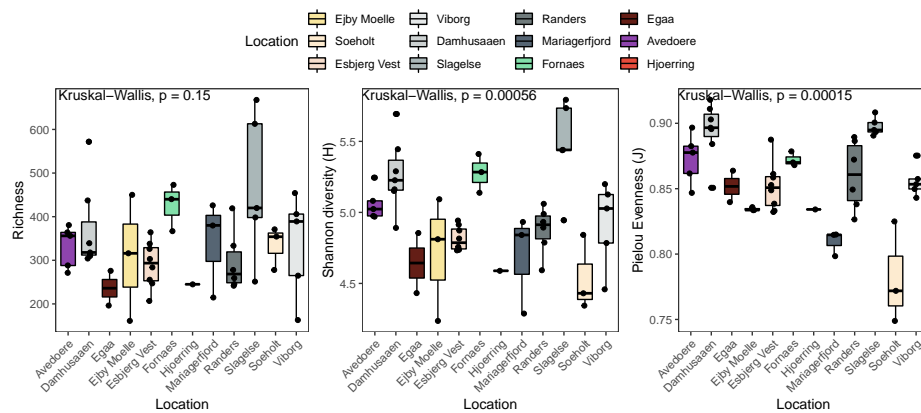 Location
Ejby Moelle
Soeholt
Esbjerg Vest
Viborg
Damhusaaen
Slagelse
Randers
Mariagerfjord
Fornaes
Egaa
Avedoere
Hjoerring
Kruskal−Wallis, p = 0.15
Richness
600
500
400
300
200
Avedoere
Damhusaaen
Egaa
Ejby Moelle
Esbjerg Vest
Fornaes
Hjoerring
Mariagerfjord
Randers
Slagelse
Soeholt
Viborg
Location
Kruskal−Wallis, p = 0.00056
Shannon diversity (H)
5.5
5.0
4.5
Avedoere
Damhusaaen
Egaa
Ejby Moelle
Esbjerg Vest
Fornaes
Hjoerring
Mariagerfjord
Randers
Slagelse
Soeholt
Viborg
Location
Kruskal−Wallis, p = 0.00015
Pielou Evenness (J)
0.90
0.85
0.80
0.75
Avedoere
Damhusaaen
Egaa
Ejby Moelle
Esbjerg Vest
Fornaes
Hjoerring
Mariagerfjord
Randers
Slagelse
Soeholt
Viborg
Location